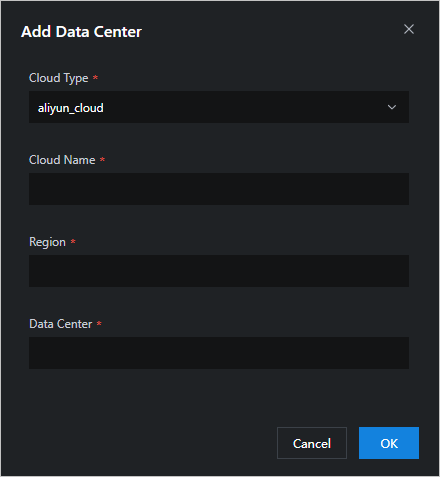 Add Data Center
Cloud Type *
aliyun_cloud
Cloud Name *
Region *
Data Center *
Cancel OK